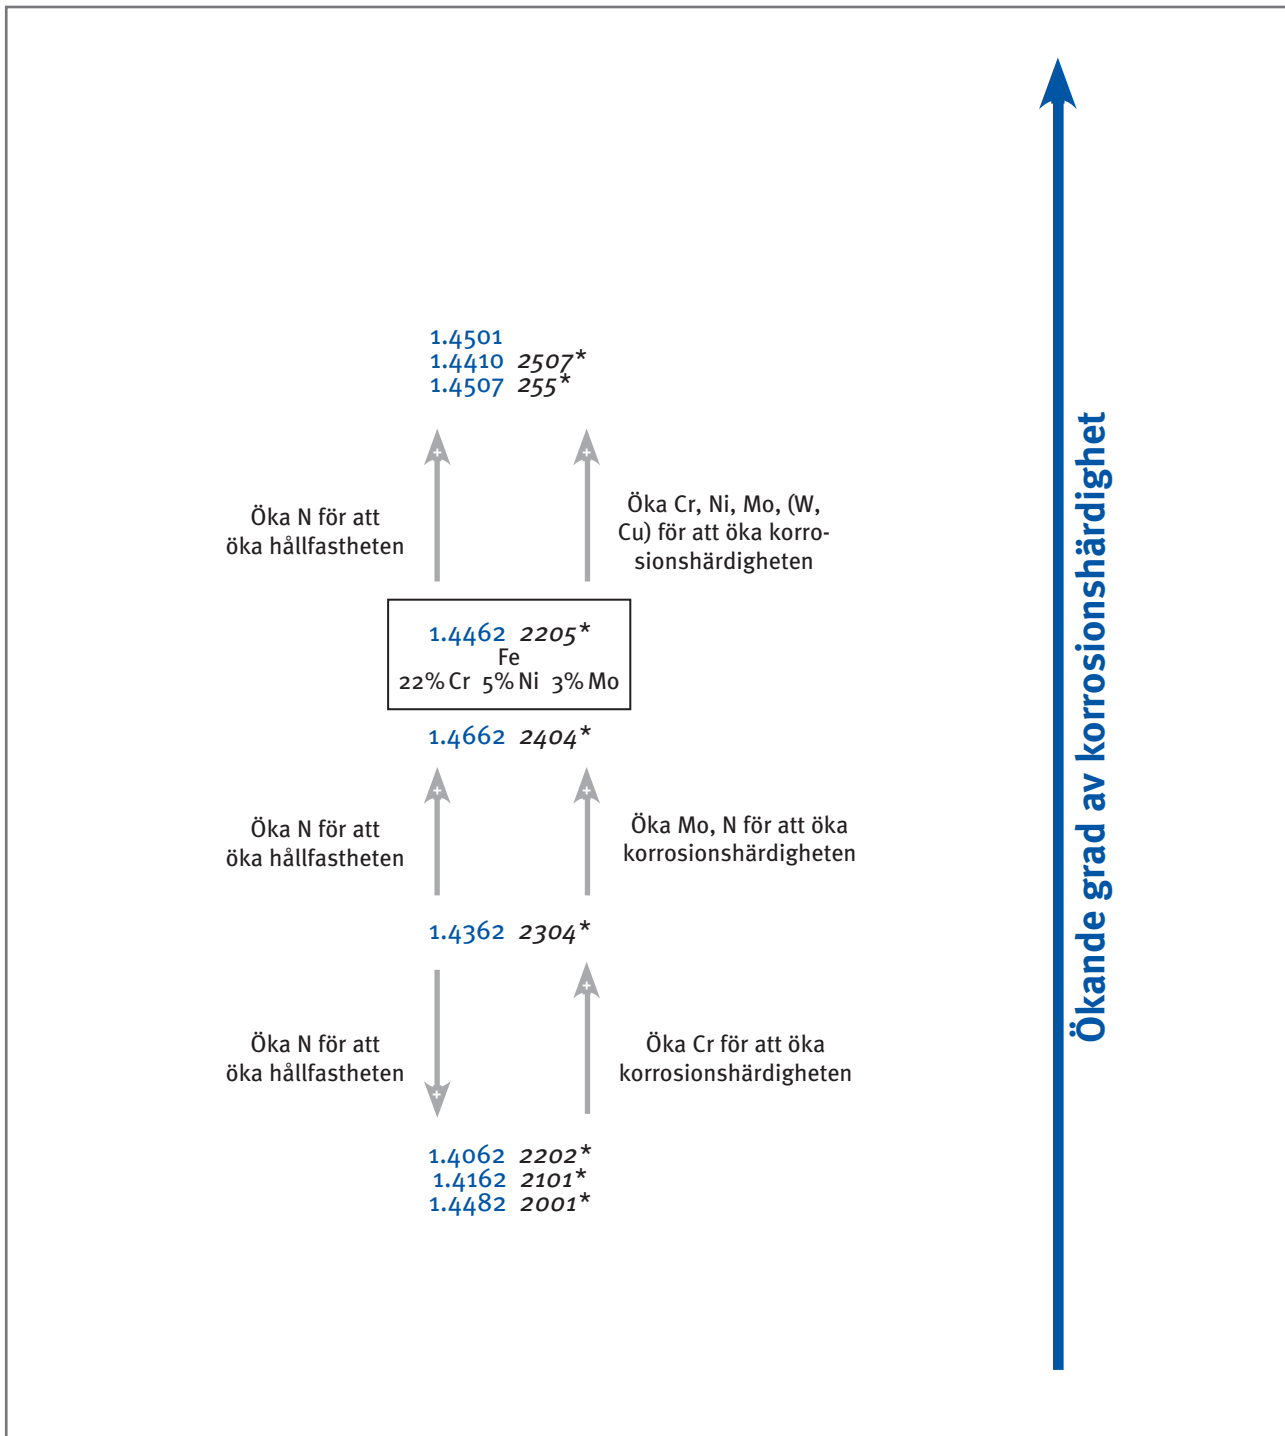 1.4501
1.4410 2507*
1.4507 255*
Öka N för att
öka hållfastheten
Öka Cr, Ni, Mo, (W,
Cu) för att öka korro-
sionshärdigheten
1.4462 2205*
Fe
22% Cr 5% Ni 3% Mo
1.4662 2404*
Öka N för att
öka hållfastheten
Öka Mo, N för att öka
korrosionshärdigheten
1.4362 2304*
Öka N för att
öka hållfastheten
Öka Cr för att öka
korrosionshärdigheten
1.4062 2202*
1.4162 2101*
1.4482 2001*
Ökande grad av korrosionshärdighet